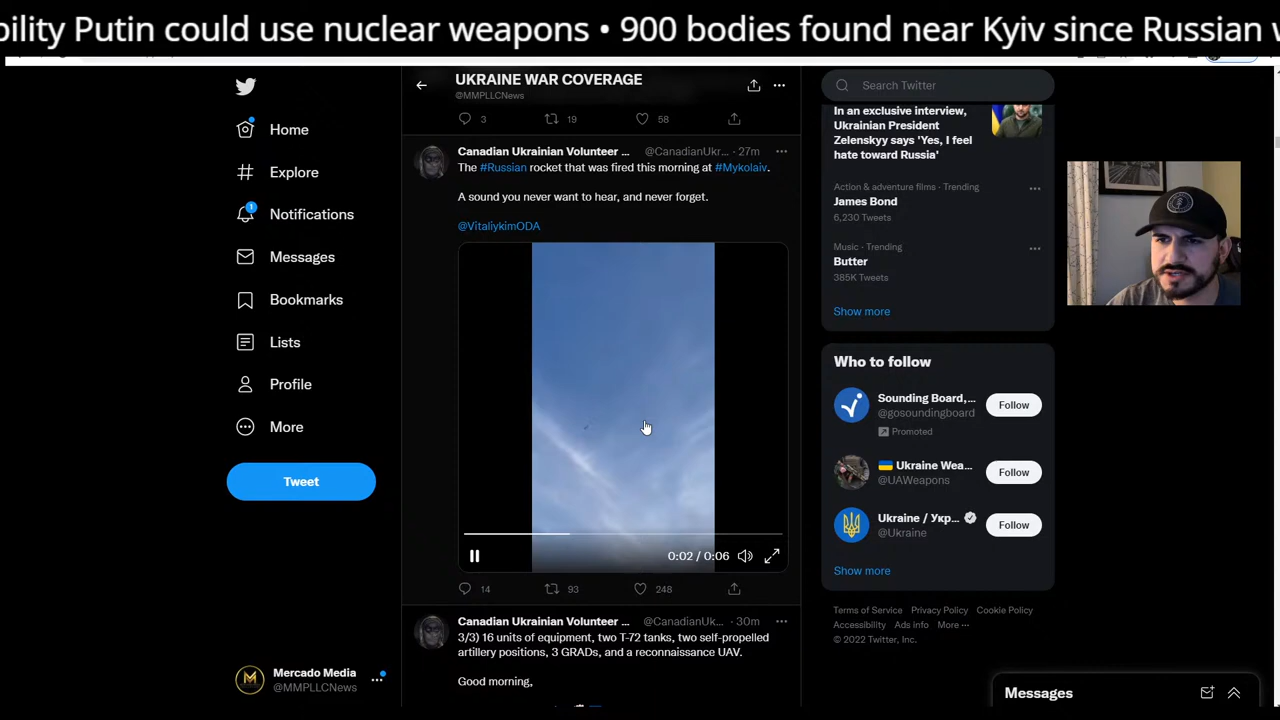 bility Putin could use nuclear weapons • 900 bodies found near Kyiv since Russian w
UKRAINE WAR COVERAGE
@MMPLLCNews
3 19 58
Home
Explore
1
Notifications
Messages
Bookmarks
Lists
Profile
More
Tweet
Mercado Media
@MMPLLCNews
Canadian Ukrainian Volunteer ... @CanadianUkr... · 27m
The #Russian rocket that was fired this morning at #Mykolaiv.
A sound you never want to hear, and never forget.
@VitaliykimODA
0:02 / 0:06
14 93 248
Canadian Ukrainian Volunteer ... @CanadianUk... · 30m
3/3) 16 units of equipment, two T-72 tanks, two self-propelled
artillery positions, 3 GRADs, and a reconnaissance UAV.
Good morning,
Search Twitter
In an exclusive interview,
Ukrainian President
Zelenskyy says 'Yes, I feel
hate toward Russia'
Action & adventure films · Trending
James Bond
6,230 Tweets
Music · Trending
Butter
385K Tweets
Show more
Who to follow
Sounding Board,...
@gosoundingboard
Follow
Promoted
Ukraine Wea...
@UAWeapons
Follow
Ukraine / Укр...
@Ukraine
Follow
Show more
Terms of Service Privacy Policy Cookie Policy
Accessibility Ads info More ···
© 2022 Twitter, Inc.
Messages